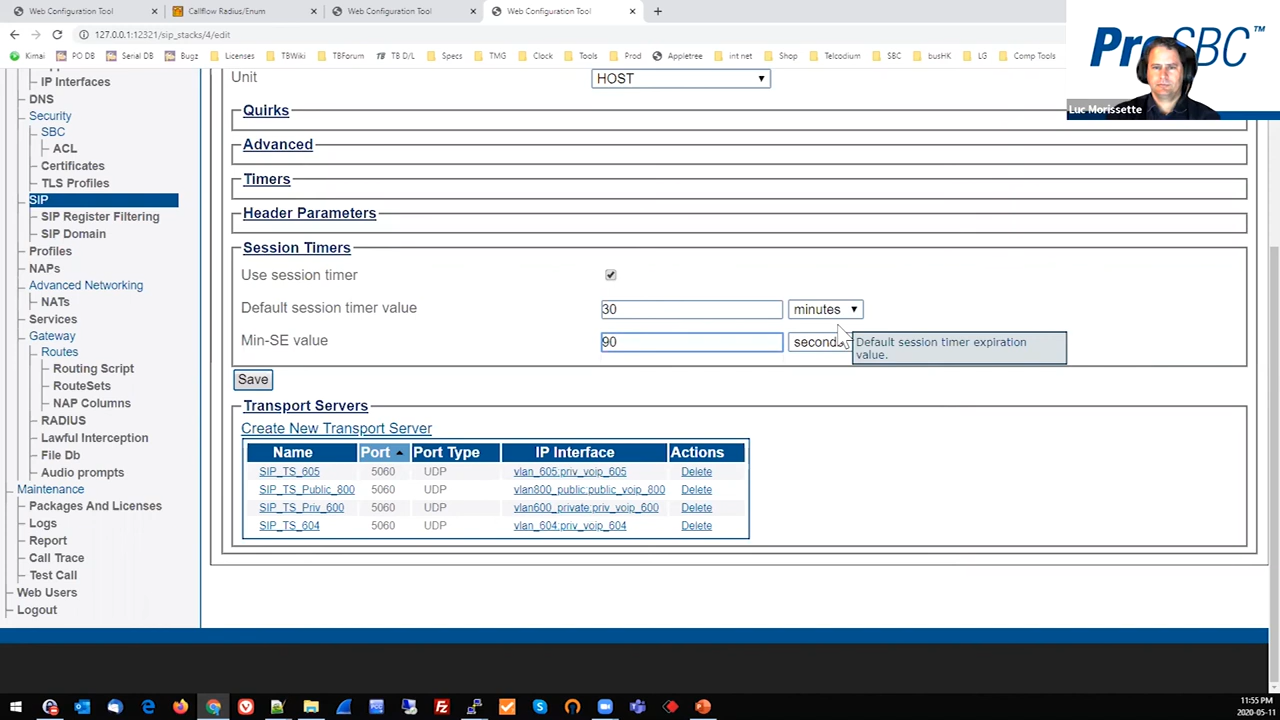 Web Configuration Tool
Callflow Radius/Enum
Web Configuration Tool
Web Configuration Tool
127.0.0.1:12321/sip_stacks/4/edit
Kimai
PO DB
Serial DB
Bugz
Licenses
TBWiki
TBForum
TB D/L
Specs
TMG
Clock
Tools
Prod
Appletree
int net
Shop
Telcodium
SBC
busHK
LG
Comp Tools
Luc Morissette
IP Interfaces
DNS
Security
SBC
ACL
Certificates
TLS Profiles
SIP
SIP Register Filtering
SIP Domain
Profiles
NAPs
Advanced Networking
NATs
Services
Gateway
Routes
Routing Script
RouteSets
NAP Columns
RADIUS
Lawful Interception
File Db
Audio prompts
Maintenance
Packages And Licenses
Logs
Report
Call Trace
Test Call
Web Users
Logout
Unit HOST
Quirks
Advanced
Timers
Header Parameters
Session Timers
Use session timer
Default session timer value 30 minutes
Min-SE value 90
Default session timer expiration
value.
Save
Transport Servers
Create New Transport Server
Name Port Port Type IP Interface Actions
SIP_TS_605 5060 UDP vlan_605:priv_voip_605 Delete
SIP_TS_Public_800 5060 UDP vlan800_public:public_voip_800 Delete
SIP_TS_Priv_600 5060 UDP vlan600_private:priv_voip_600 Delete
SIP_TS_604 5060 UDP vlan_604:priv_voip_604 Delete
11:55 PM
2020-05-11